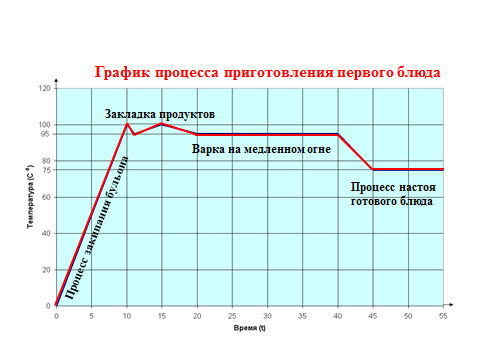 График процесса приготовления первого блюда
120
100
95
80
75
60
40
20
0
Температура (С º)
Закладка продуктов
Варка на медленном огне
Процесс закипания бульона
Процесс настоя
готового блюда
0 5 10 15 20 25 30 35 40 45 50 55
Время (t)